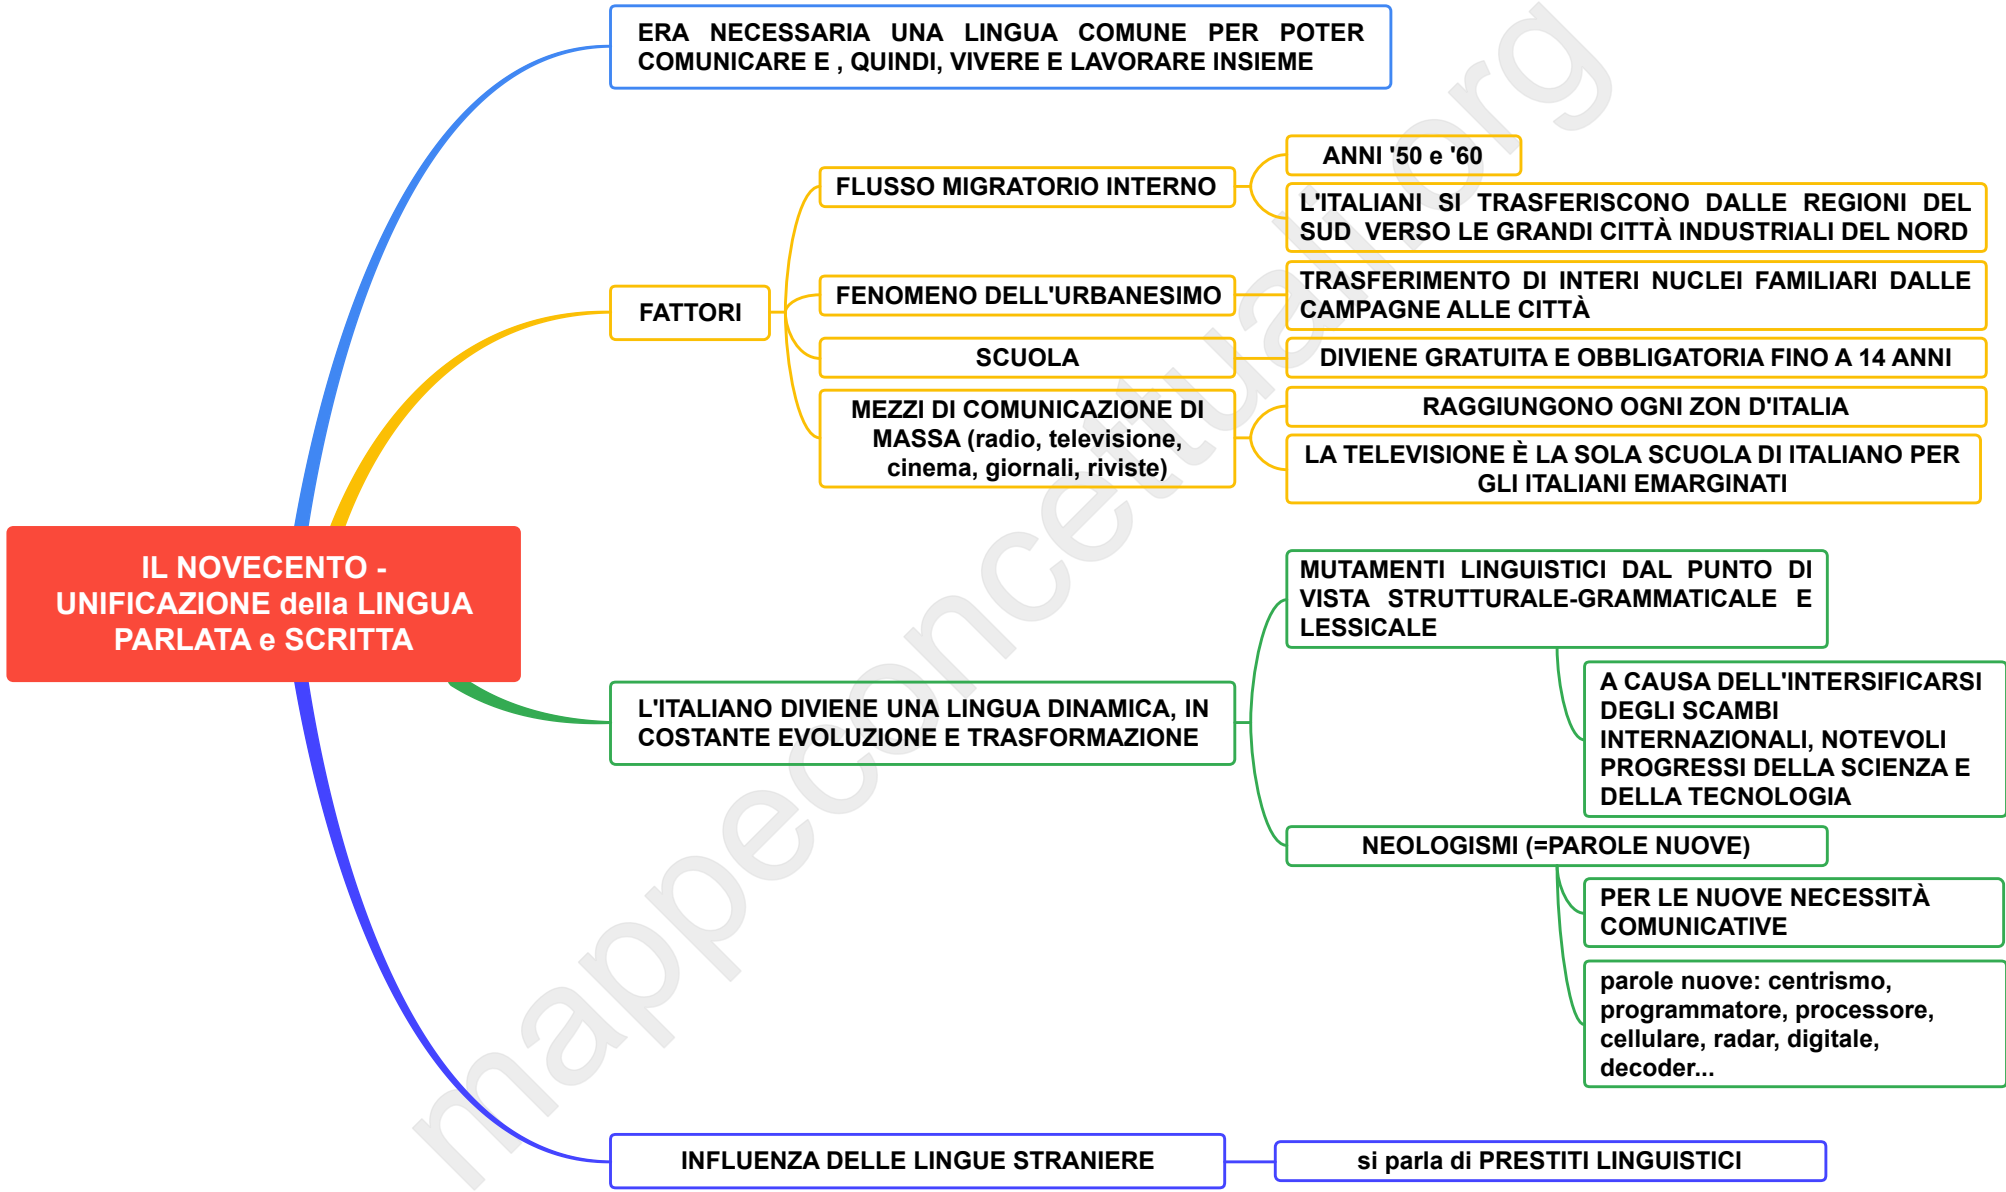 ERA NECESSARIA UNA LINGUA COMUNE PER POTER
COMUNICARE E , QUINDI, VIVERE E LAVORARE INSIEME
ANNI '50 e '60
FLUSSO MIGRATORIO INTERNO
L'ITALIANI SI TRASFERISCONO DALLE REGIONI DEL
SUD VERSO LE GRANDI CITTÀ INDUSTRIALI DEL NORD
FATTORI
FENOMENO DELL'URBANESIMO
TRASFERIMENTO DI INTERI NUCLEI FAMILIARI DALLE
CAMPAGNE ALLE CITTÀ
SCUOLA
DIVIENE GRATUITA E OBBLIGATORIA FINO A 14 ANNI
MEZZI DI COMUNICAZIONE DI
MASSA (radio, televisione,
cinema, giornali, riviste)
RAGGIUNGONO OGNI ZON D'ITALIA
LA TELEVISIONE È LA SOLA SCUOLA DI ITALIANO PER
GLI ITALIANI EMARGINATI
IL NOVECENTO -
UNIFICAZIONE della LINGUA
PARLATA e SCRITTA
L'ITALIANO DIVIENE UNA LINGUA DINAMICA, IN
COSTANTE EVOLUZIONE E TRASFORMAZIONE
MUTAMENTI LINGUISTICI DAL PUNTO DI
VISTA STRUTTURALE-GRAMMATICALE E
LESSICALE
A CAUSA DELL'INTERSIFICARSI
DEGLI SCAMBI
INTERNAZIONALI, NOTEVOLI
PROGRESSI DELLA SCIENZA E
DELLA TECNOLOGIA
NEOLOGISMI (=PAROLE NUOVE)
PER LE NUOVE NECESSITÀ
COMUNICATIVE
parole nuove: centrismo,
programmatore, processore,
cellulare, radar, digitale,
decoder...
INFLUENZA DELLE LINGUE STRANIERE
si parla di PRESTITI LINGUISTICI
mappeconcettuali.org